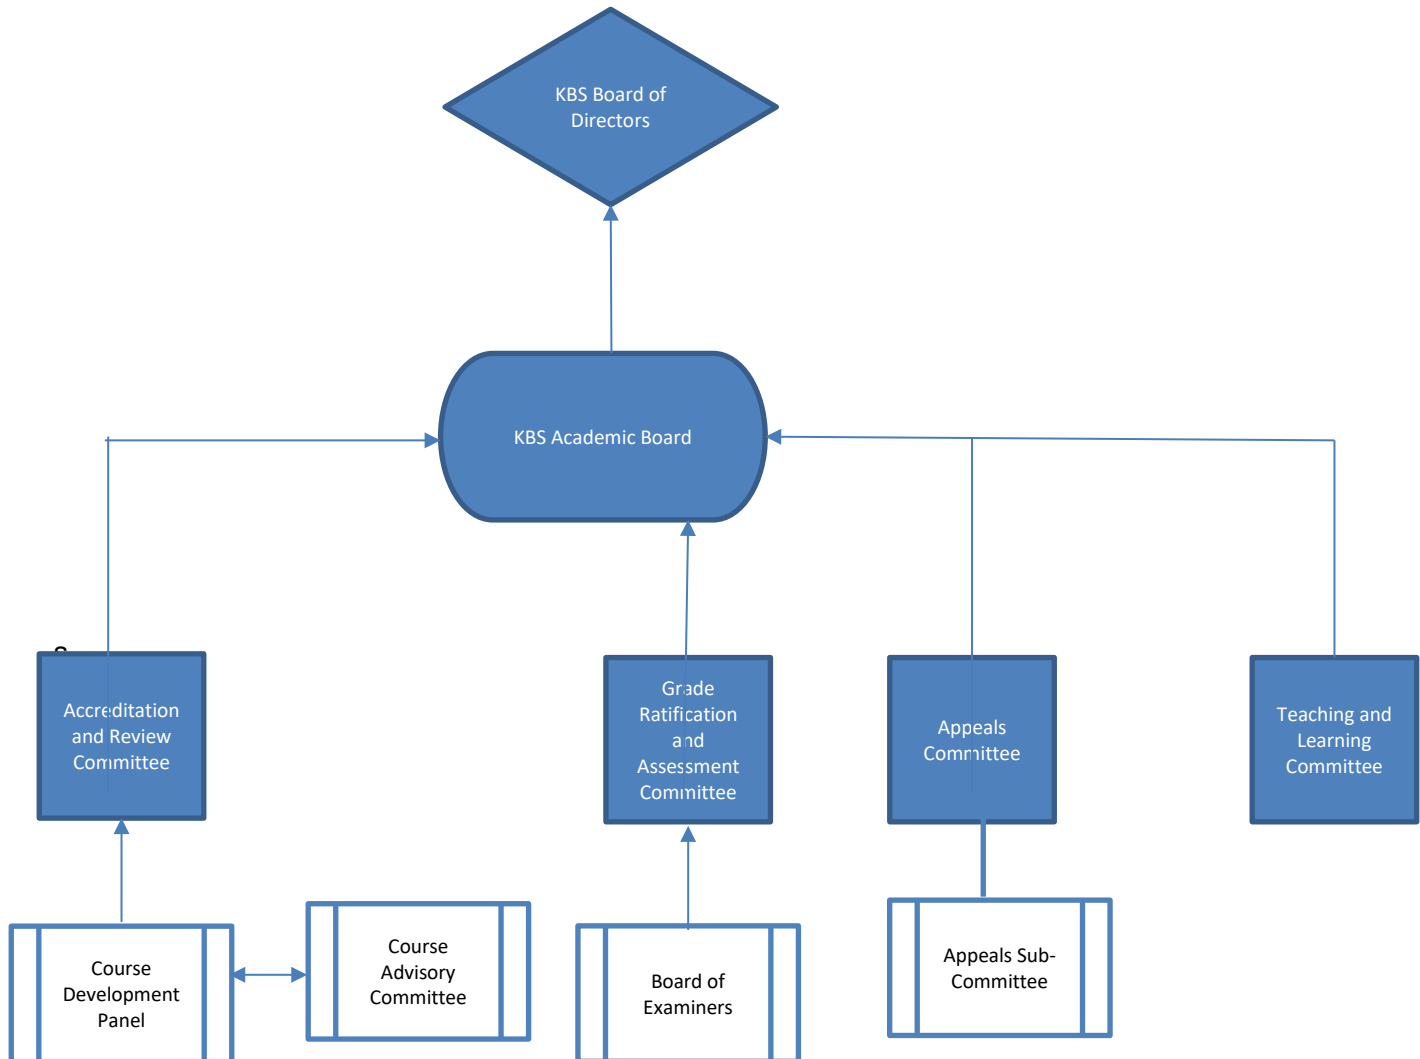 KBS Board of
Directors
KBS Academic Board
Accreditation
and Review
Committee
Grade
Ratification
and
Assessment
Committee
Appeals
Committee
Teaching and
Learning
Committee
Course
Development
Panel
Course
Advisory
Committee
Board of
Examiners
Appeals Sub-
Committee